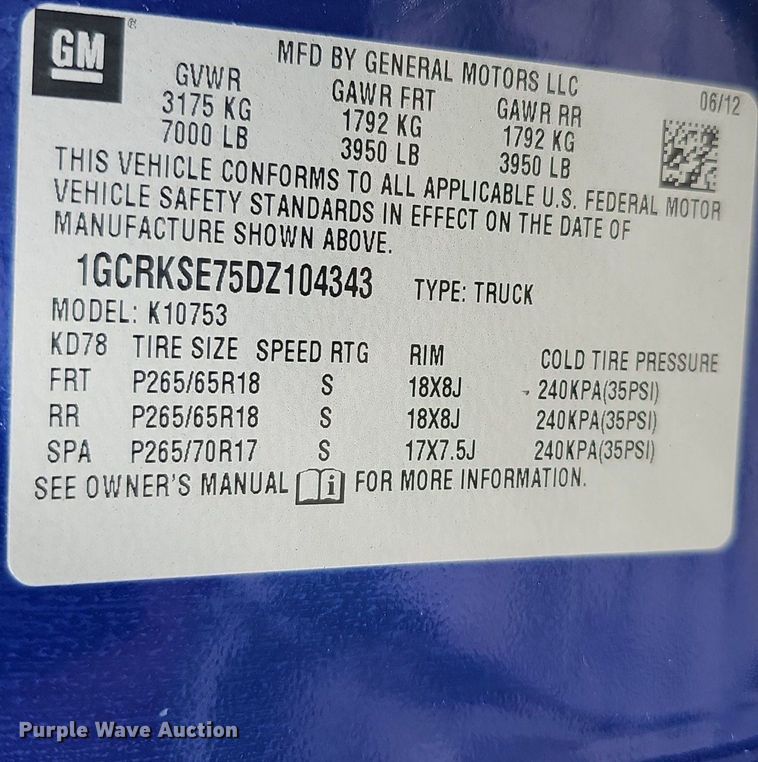 GM®
MFD BY GENERAL MOTORS LLC
06/12
GVWR GAWR FRT GAWR RR
3175 KG 1792 KG 1792 KG
7000 LB 3950 LB 3950 LB
THIS VEHICLE CONFORMS TO ALL APPLICABLE U.S. FEDERAL MOTOR
VEHICLE SAFETY STANDARDS IN EFFECT ON THE DATE OF
MANUFACTURE SHOWN ABOVE.
1GCRKSE75DZ104343 TYPE: TRUCK
MODEL: K10753
KD78 TIRE SIZE SPEED RTG RIM COLD TIRE PRESSURE
FRT P265/65R18 S 18X8J 240KPA(35PSI)
RR P265/65R18 S 18X8J 240KPA(35PSI)
SPA P265/70R17 S 17X7.5J 240KPA(35PSI)
SEE OWNER'S MANUAL i FOR MORE INFORMATION.
Purple Wave Auction